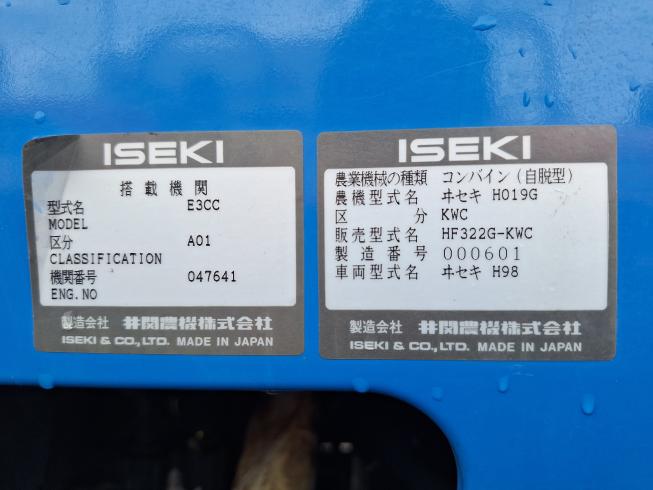 ISEKI
搭載機関
型式名 E3CC
MODEL
区分 A01
CLASSIFICATION
機関番号 047641
ENG.NO
製造会社 井関農機株式会社
ISEKI & CO., LTD. MADE IN JAPAN
ISEKI
農業機械の種類 コンバイン(自脱型)
農機型式名 ヰセキ HO19G
区分 KWC
販売型式名 HF322G-KWC
製造番号 000601
車両型式名 ヰセキ H98
製造会社 井関農機株式会社
ISEKI & CO., LTD. MADE IN JAPAN